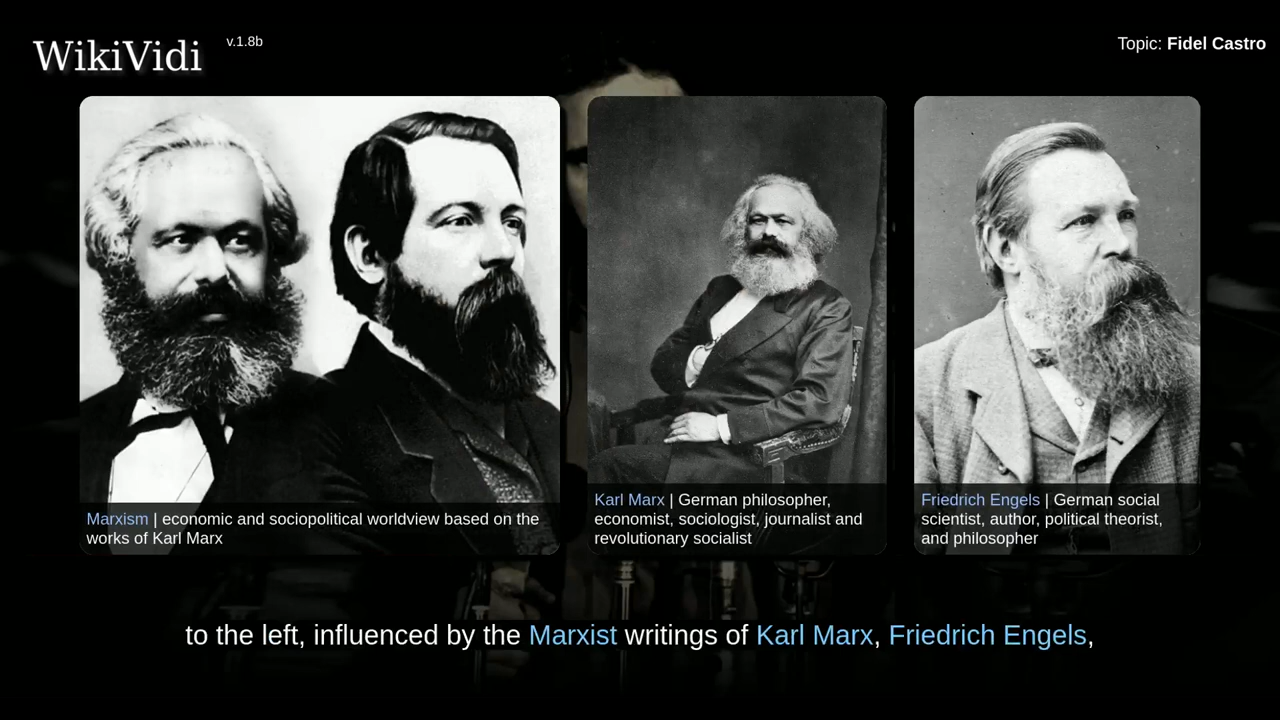 WikiVidi
v.1.8b
Topic: Fidel Castro
Marxism | economic and sociopolitical worldview based on the
works of Karl Marx
Karl Marx | German philosopher,
economist, sociologist, journalist and
revolutionary socialist
Friedrich Engels | German social
scientist, author, political theorist,
and philosopher
to the left, influenced by the Marxist writings of Karl Marx, Friedrich Engels,